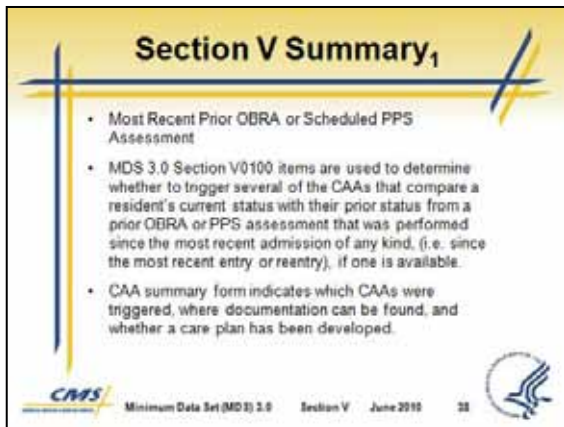 Section V Summary1
• Most Recent Prior OBRA or Scheduled PPS
Assessment
• MDS 3.0 Section V0100 items are used to determine
whether to trigger several of the CAAs that compare a
resident's current status with their prior status from a
prior OBRA or PPS assessment that was performed
since the most recent admission of any kind, (i.e. since
the most recent entry or reentry), if one is available.
• CAA summary form indicates which CAAs were
triggered, where documentation can be found, and
whether a care plan has been developed.
CMS
Minimum Data Set (MDS) 3.0 Section V June 2010 38